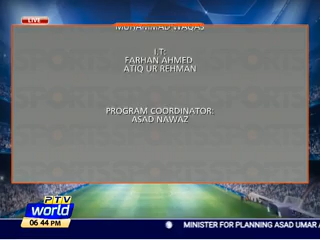 LIVE
MUHAMMAD WAQAS
I.T:
FARHAN AHMED
ATIQ UR REHMAN
PROGRAM COORDINATOR:
ASAD NAWAZ
PTV
world
06:44 PM
MINISTER FOR PLANNING ASAD UMAR A